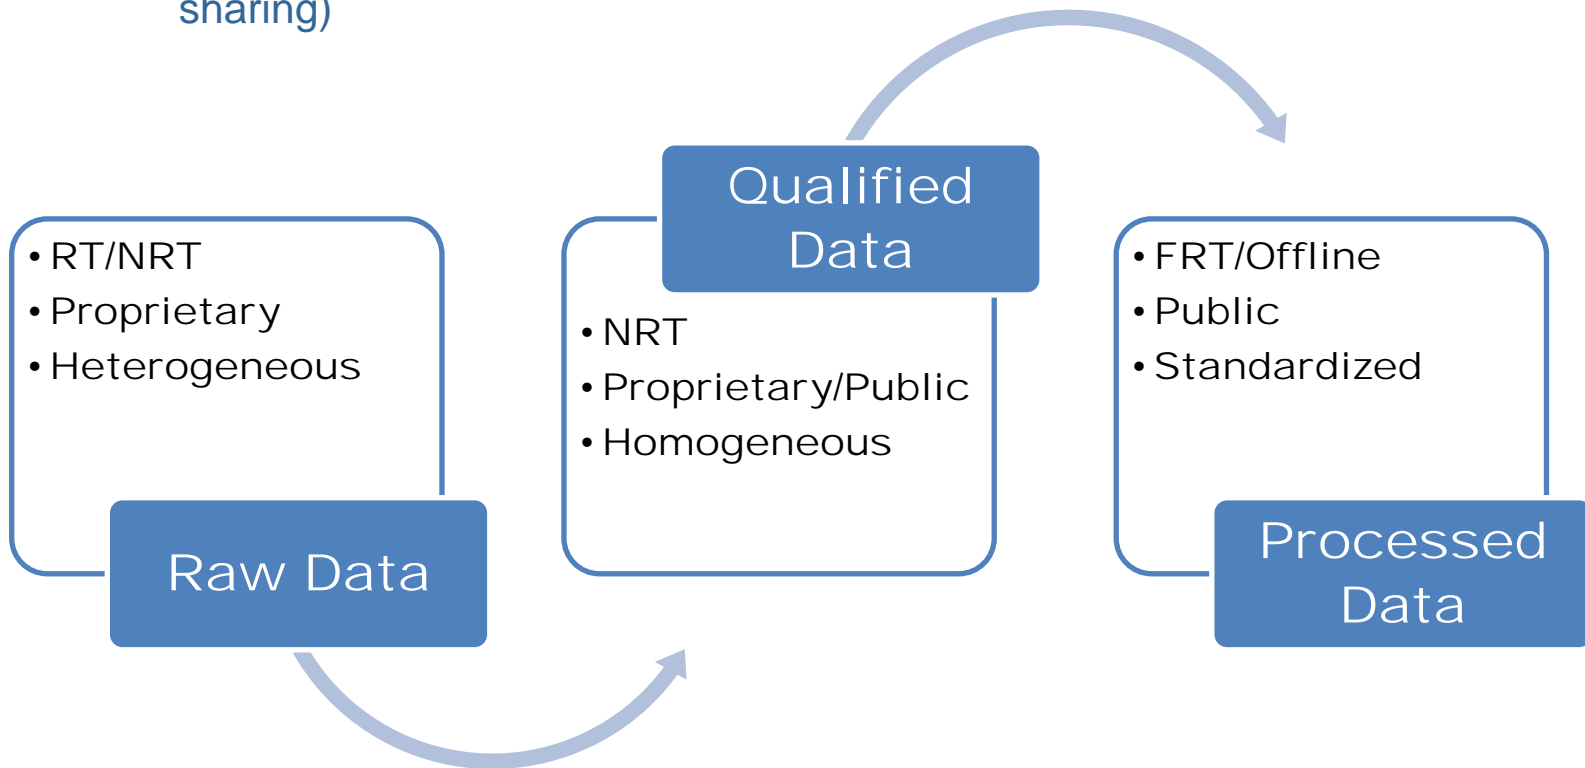 sharing)
• RT/NRT
• Proprietary
• Heterogeneous
Raw Data
Qualified
Data
• NRT
• Proprietary/Public
• Homogeneous
• FRT/Offline
• Public
• Standardized
Processed
Data